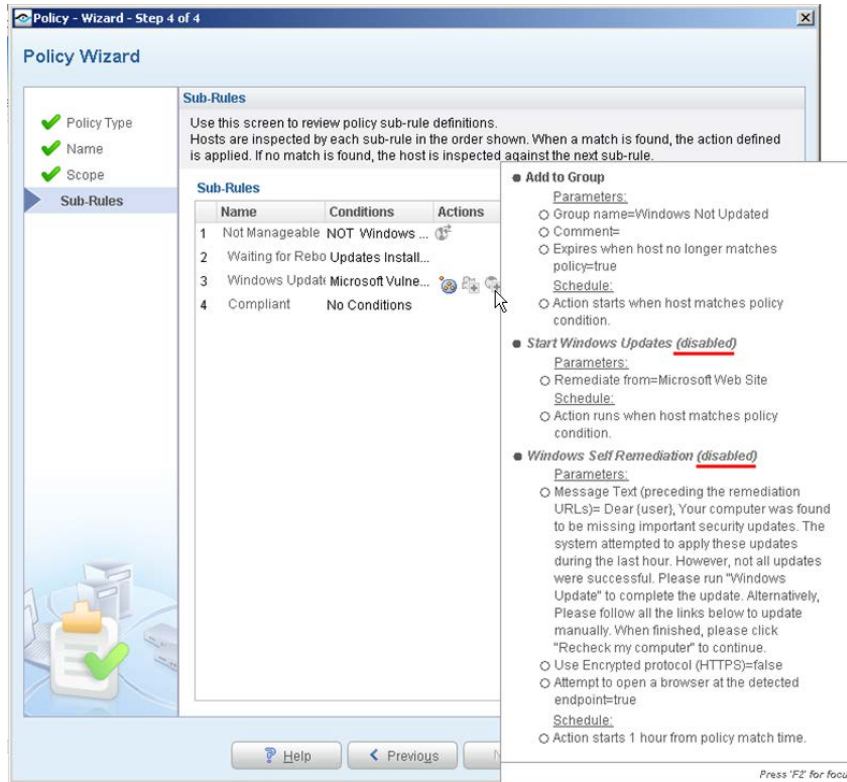 Policy - Wizard - Step 4 of 4
Policy Wizard
Policy Type
Name
Scope
Sub-Rules
Sub-Rules
Use this screen to review policy sub-rule definitions.
Hosts are inspected by each sub-rule in the order shown. When a match is found, the action defined
is applied. If no match is found, the host is inspected against the next sub-rule.
Sub-Rules
Name Conditions Actions
1 Not Manageable NOT Windows ...
2 Waiting for Rebo Updates Install...
3 Windows Updat Microsoft Vulne...
4 Compliant No Conditions
Help
Previous
N
Add to Group
Parameters:
Group name=Windows Not Updated
Comment=
Expires when host no longer matches
policy=true
Schedule:
Action starts when host matches policy
condition.
Start Windows Updates (disabled)
Parameters:
Remediate from=Microsoft Web Site
Schedule:
Action runs when host matches policy
condition.
Windows Self Remediation (disabled)
Parameters:
Message Text (preceding the remediation
URLs)= Dear {user}, Your computer was found
to be missing important security updates. The
system attempted to apply these updates
during the last hour. However, not all updates
were successful. Please run "Windows
Update" to complete the update. Alternatively,
Please follow all the links below to update
manually. When finished, please click
"Recheck my computer" to continue.
Use Encrypted protocol (HTTPS)=false
Attempt to open a browser at the detected
endpoint=true
Schedule:
Action starts 1 hour from policy match time.
Press 'F2' for focu